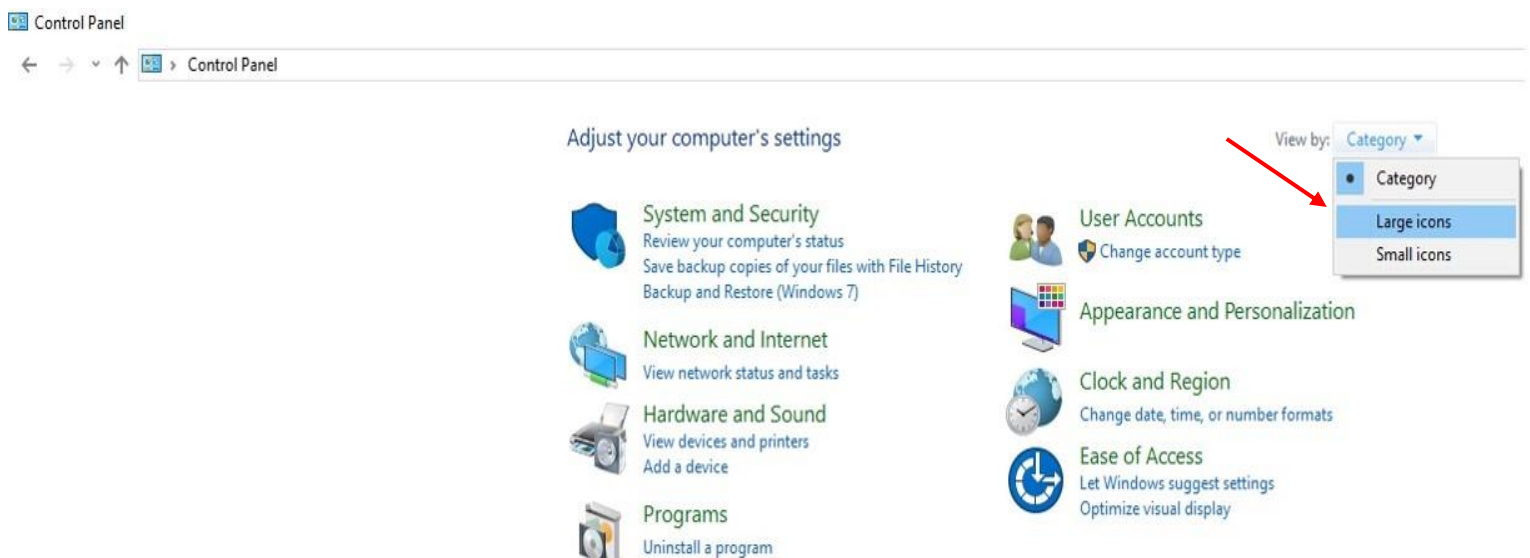 Control Panel
Control Panel
Adjust your computer's settings
View by: Category
Category
Large icons
Small icons
System and Security
Review your computer's status
Save backup copies of your files with File History
Backup and Restore (Windows 7)
Network and Internet
View network status and tasks
Hardware and Sound
View devices and printers
Add a device
Programs
Uninstall a program
User Accounts
Change account type
Appearance and Personalization
Clock and Region
Change date, time, or number formats
Ease of Access
Let Windows suggest settings
Optimize visual display